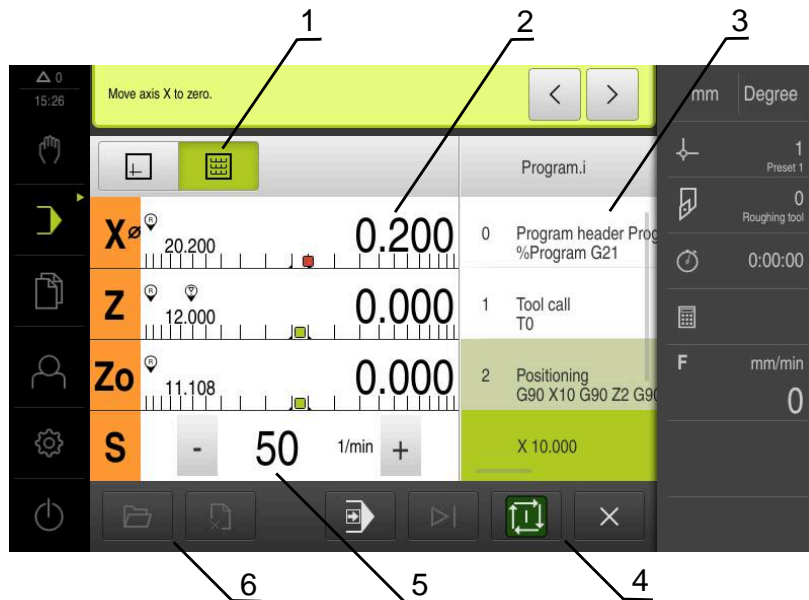 1
2
3
0
15:26
Move axis X to zero.
<
>
mm
Degree
Program.i
1
Preset 1
0
Roughing tool
0:00:00
F
mm/min
0
X⌀
R
20.200
0.200
Z
R
12.000
0.000
Zo
R
11.108
0.000
S
-
50
1/min
+
0
Program header Prog
%Program G21
1
Tool call
T0
2
Positioning
G90 X10 G90 Z2 G90
X 10.000
6
5
4